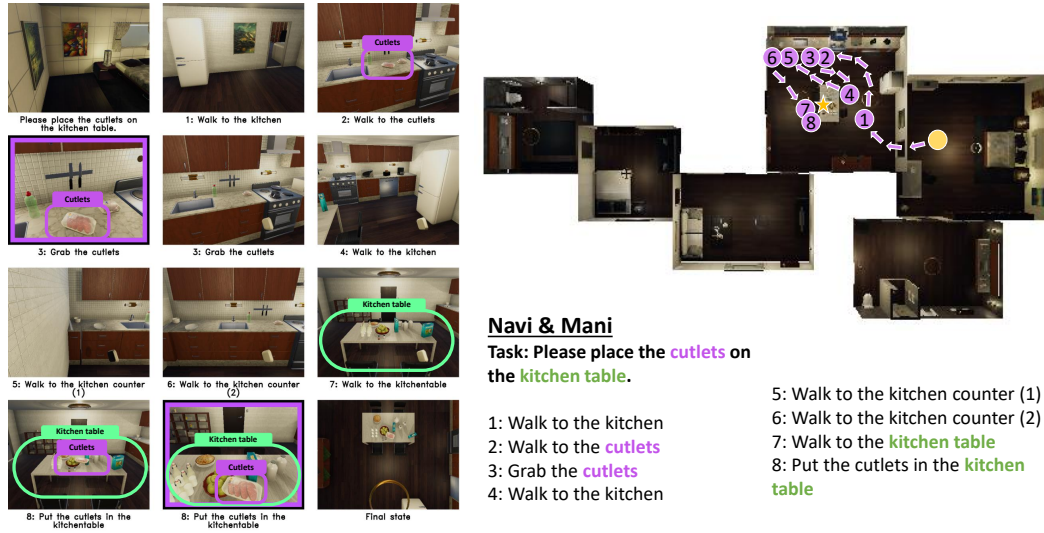 Cutlets
Please place the cutlets on
the kitchen table.
1: Walk to the kitchen
2: Walk to the cutlets
Cutlets
3: Grab the cutlets
3: Grab the cutlets
4: Walk to the kitchen
Kitchen table
5: Walk to the kitchen counter
(1)
6: Walk to the kitchen counter
(2)
7: Walk to the kitchentable
Kitchen table
Cutlets
Kitchen table
Cutlets
8: Put the cutlets in the
kitchentable
8: Put the cutlets in the
kitchentable
Final state
6 5 3 2
4
7
8
1
Navi & Mani
Task: Please place the cutlets on
the kitchen table.
1: Walk to the kitchen
2: Walk to the cutlets
3: Grab the cutlets
4: Walk to the kitchen
5: Walk to the kitchen counter (1)
6: Walk to the kitchen counter (2)
7: Walk to the kitchen table
8: Put the cutlets in the kitchen
table